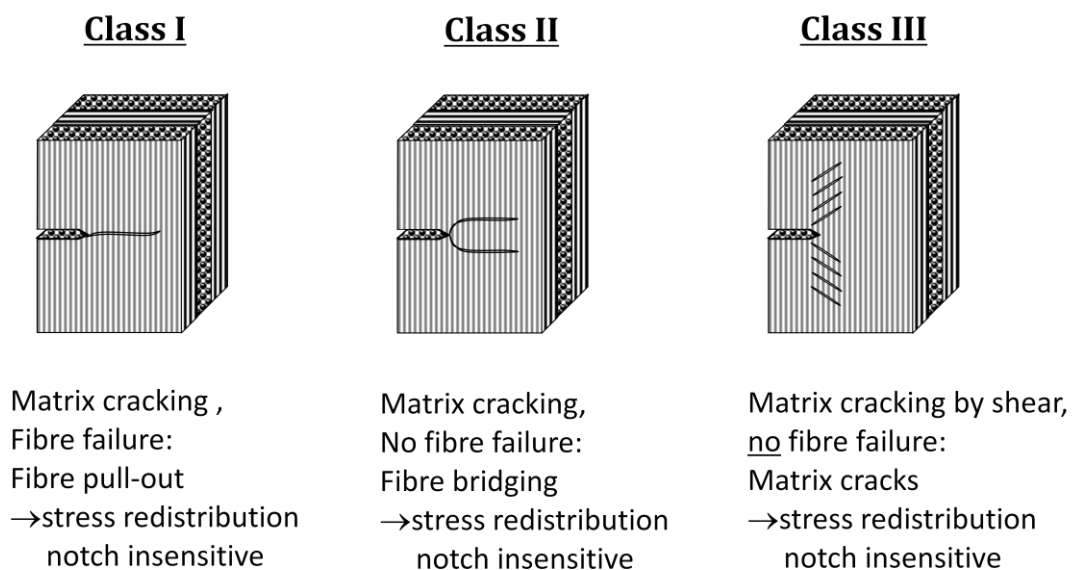 Class I
Matrix cracking ,
Fibre failure:
Fibre pull-out
→stress redistribution
notch insensitive
Class II
Matrix cracking,
No fibre failure:
Fibre bridging
→stress redistribution
notch insensitive
Class III
Matrix cracking by shear,
no fibre failure:
Matrix cracks
→stress redistribution
notch insensitive